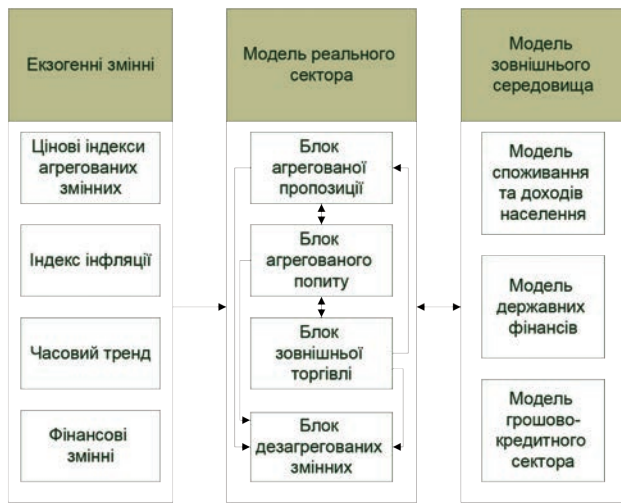 Екзогенні змінні
Цінові індекси
агрегованих
змінних
Індекс інфляції
Часовий тренд
Фінансові
змінні
Модель реального
сектора
Блок
агрегованої
пропозиції
Блок
агрегованого
попиту
Блок
зовнішньої
торгівлі
Блок
дезагрегованих
змінних
Модель
зовнішнього
середовища
Модель
споживання
та доходів
населення
Модель
державних
фінансів
Модель
грошово-
кредитного
сектора